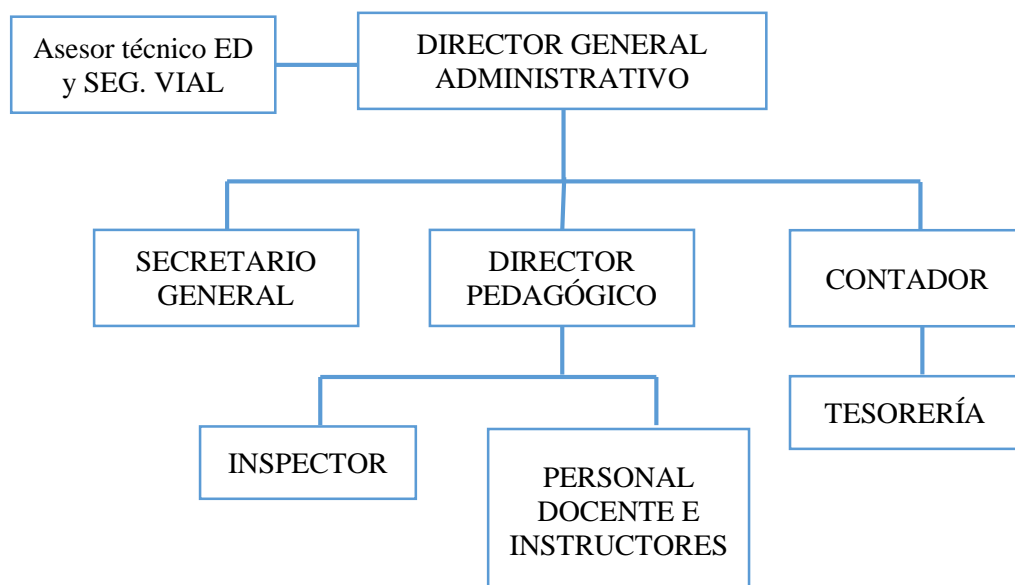 Asesor técnico ED
y SEG. VIAL
DIRECTOR GENERAL
ADMINISTRATIVO
SECRETARIO
GENERAL
DIRECTOR
PEDAGÓGICO
CONTADOR
INSPECTOR
PERSONAL
DOCENTE E
INSTRUCTORES
TESORERÍA